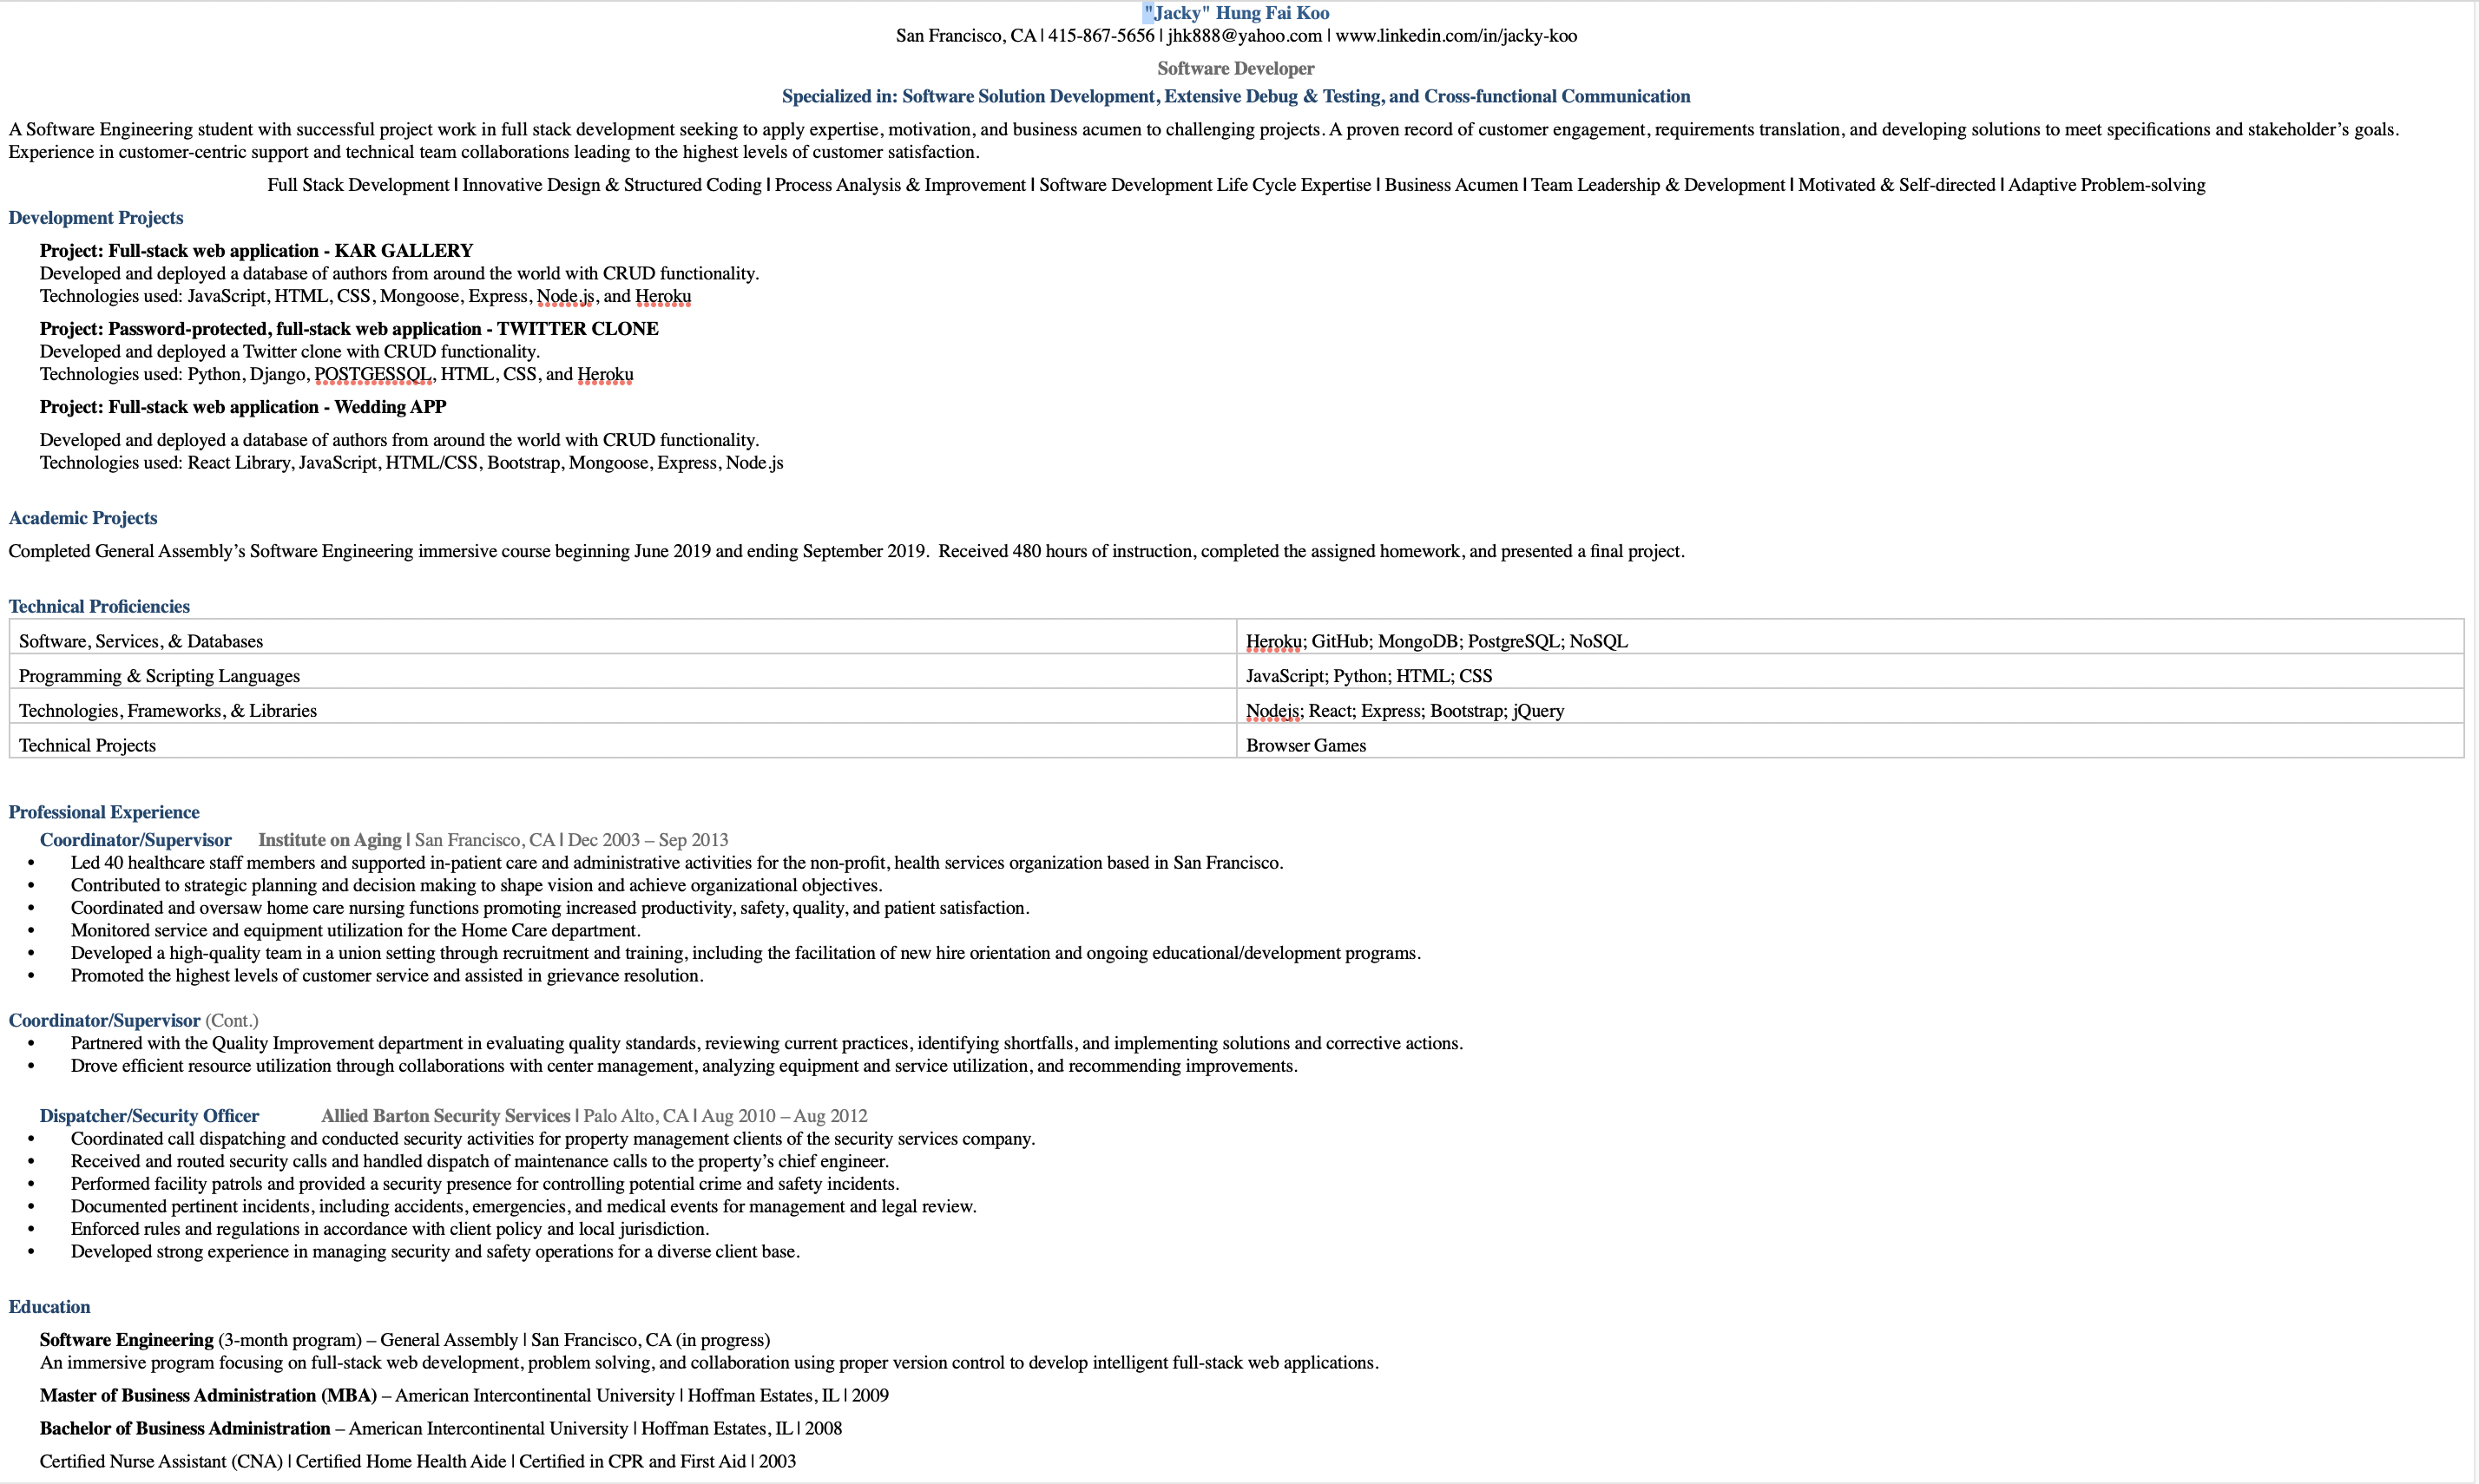 "Jacky" Hung Fai Koo
San Francisco, CA | 415-867-5656 | jhk888@yahoo.com | www.linkedin.com/in/jacky-koo
Software Developer
Specialized in: Software Solution Development, Extensive Debug & Testing, and Cross-functional Communication
A Software Engineering student with successful project work in full stack development seeking to apply expertise, motivation, and business acumen to challenging projects. A proven record of customer engagement, requirements translation, and developing solutions to meet specifications and stakeholder’s goals.
Experience in customer-centric support and technical team collaborations leading to the highest levels of customer satisfaction.
Full Stack Development | Innovative Design & Structured Coding | Process Analysis & Improvement | Software Development Life Cycle Expertise | Business Acumen | Team Leadership & Development | Motivated & Self-directed | Adaptive Problem-solving
Development Projects
Project: Full-stack web application - KAR GALLERY
Developed and deployed a database of authors from around the world with CRUD functionality.
Technologies used: JavaScript, HTML, CSS, Mongoose, Express, Node.js, and Heroku
Project: Password-protected, full-stack web application - TWITTER CLONE
Developed and deployed a Twitter clone with CRUD functionality.
Technologies used: Python, Django, POSTGESSQL, HTML, CSS, and Heroku
Project: Full-stack web application - Wedding APP
Developed and deployed a database of authors from around the world with CRUD functionality.
Technologies used: React Library, JavaScript, HTML/CSS, Bootstrap, Mongoose, Express, Node.js
Academic Projects
Completed General Assembly’s Software Engineering immersive course beginning June 2019 and ending September 2019.  Received 480 hours of instruction, completed the assigned homework, and presented a final project.
Technical Proficiencies
Software, Services, & Databases Heroku; GitHub; MongoDB; PostgreSQL; NoSQL
Programming & Scripting Languages JavaScript; Python; HTML; CSS
Technologies, Frameworks, & Libraries Nodejs; React; Express; Bootstrap; jQuery
Technical Projects Browser Games
Professional Experience
Coordinator/Supervisor Institute on Aging | San Francisco, CA | Dec 2003 – Sep 2013
• Led 40 healthcare staff members and supported in-patient care and administrative activities for the non-profit, health services organization based in San Francisco.
• Contributed to strategic planning and decision making to shape vision and achieve organizational objectives.
• Coordinated and oversaw home care nursing functions promoting increased productivity, safety, quality, and patient satisfaction.
• Monitored service and equipment utilization for the Home Care department.
• Developed a high-quality team in a union setting through recruitment and training, including the facilitation of new hire orientation and ongoing educational/development programs.
• Promoted the highest levels of customer service and assisted in grievance resolution.
Coordinator/Supervisor (Cont.)
• Partnered with the Quality Improvement department in evaluating quality standards, reviewing current practices, identifying shortfalls, and implementing solutions and corrective actions.
• Drove efficient resource utilization through collaborations with center management, analyzing equipment and service utilization, and recommending improvements.
Dispatcher/Security Officer Allied Barton Security Services | Palo Alto, CA | Aug 2010 – Aug 2012
• Coordinated call dispatching and conducted security activities for property management clients of the security services company.
• Received and routed security calls and handled dispatch of maintenance calls to the property’s chief engineer.
• Performed facility patrols and provided a security presence for controlling potential crime and safety incidents.
• Documented pertinent incidents, including accidents, emergencies, and medical events for management and legal review.
• Enforced rules and regulations in accordance with client policy and local jurisdiction.
• Developed strong experience in managing security and safety operations for a diverse client base.
Education
Software Engineering (3-month program) – General Assembly | San Francisco, CA (in progress)
An immersive program focusing on full-stack web development, problem solving, and collaboration using proper version control to develop intelligent full-stack web applications.
Master of Business Administration (MBA) – American Intercontinental University | Hoffman Estates, IL | 2009
Bachelor of Business Administration – American Intercontinental University | Hoffman Estates, IL | 2008
Certified Nurse Assistant (CNA) | Certified Home Health Aide | Certified in CPR and First Aid | 2003